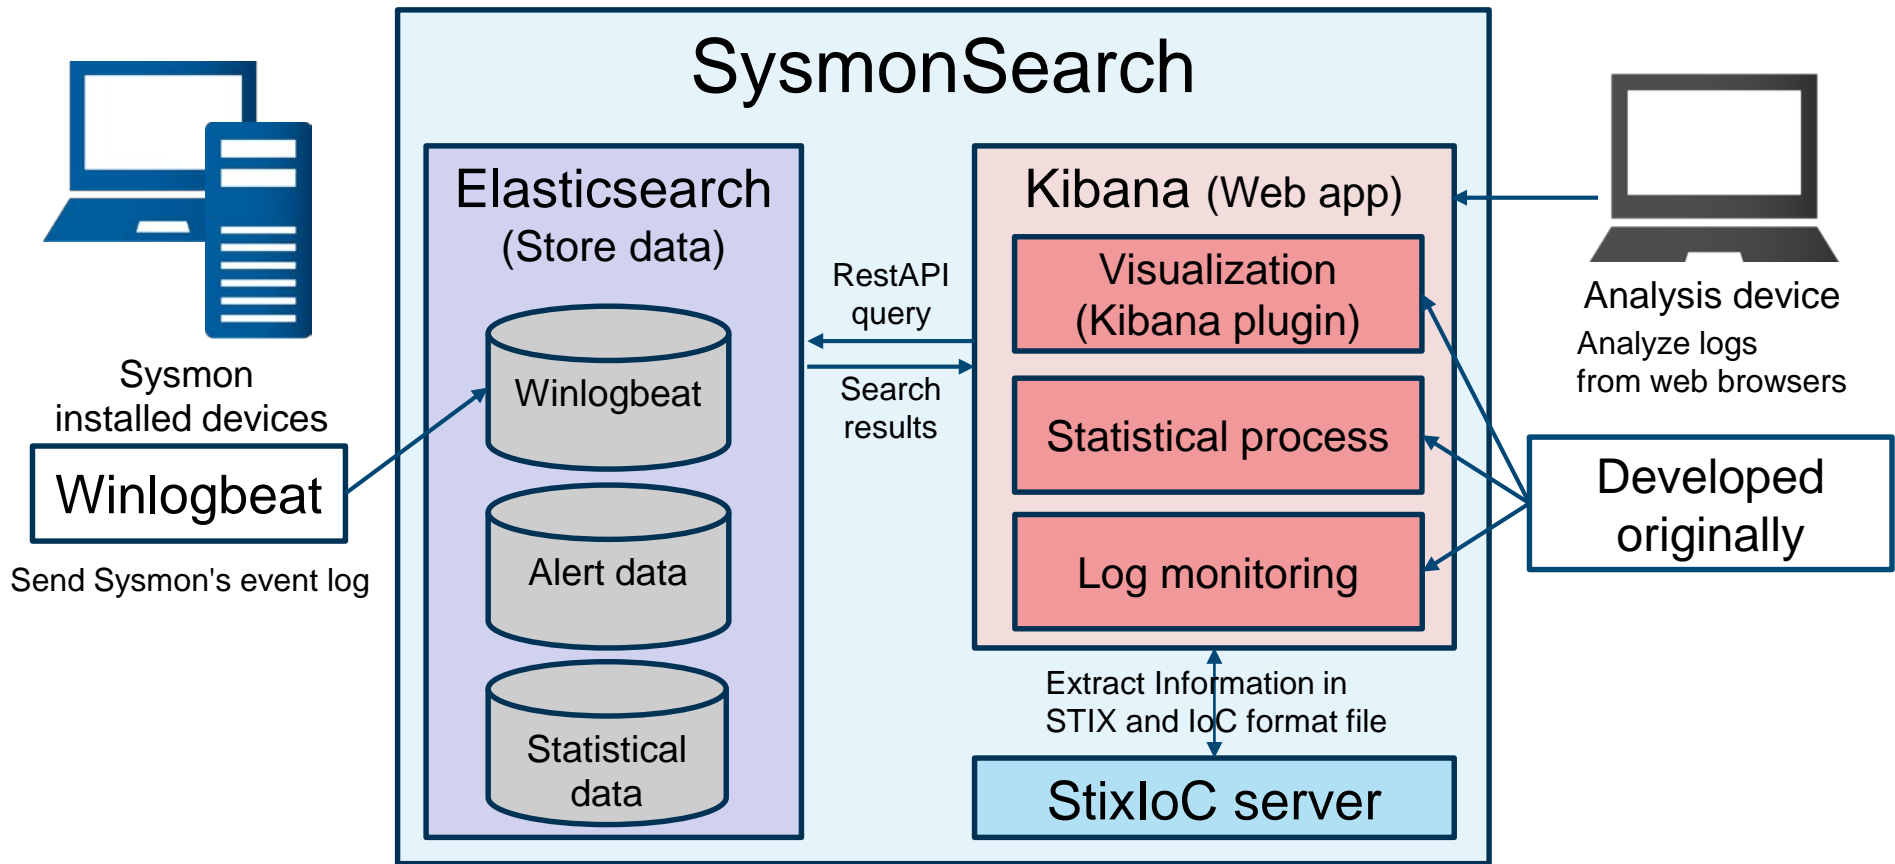 SysmonSearch
Sysmon
installed devices
Winlogbeat
Send Sysmon's event log
Elasticsearch
(Store data)
Winlogbeat
Alert data
Statistical
data
RestAPI
query
Search
results
Kibana (Web app)
Visualization
(Kibana plugin)
Statistical process
Log monitoring
Extract Information in
STIX and IoC format file
StixIoC server
Analysis device
Analyze logs
from web browsers
Developed
originally